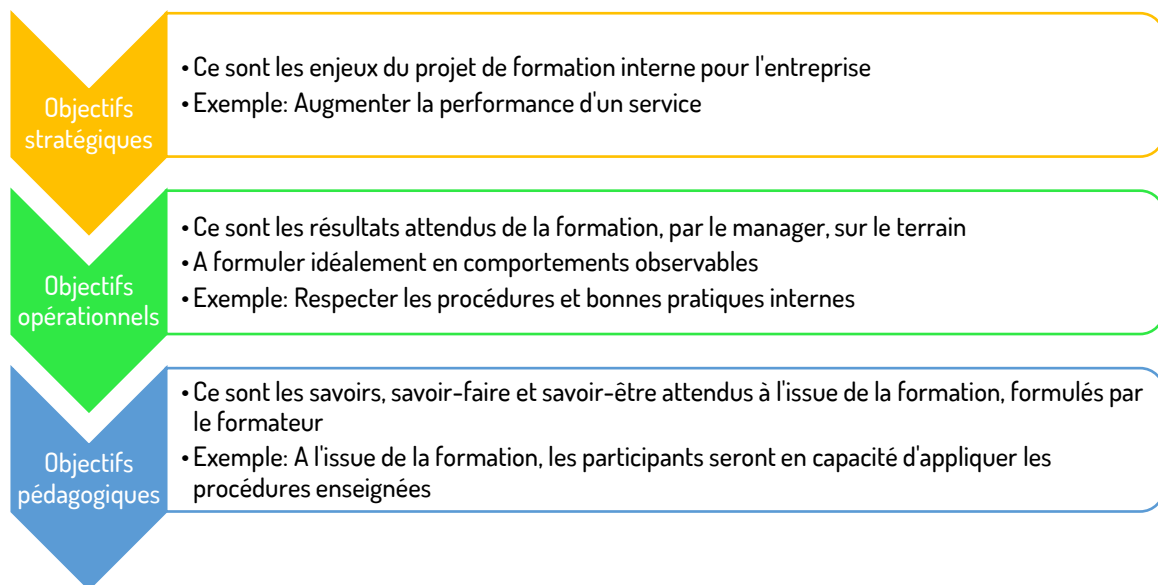 Objectifs
stratégiques
• Ce sont les enjeux du projet de formation interne pour l'entreprise
• Exemple: Augmenter la performance d'un service
Objectifs
opérationnels
• Ce sont les résultats attendus de la formation, par le manager, sur le terrain
• A formuler idéalement en comportements observables
• Exemple: Respecter les procédures et bonnes pratiques internes
Objectifs
pédagogiques
• Ce sont les savoirs, savoir-faire et savoir-être attendus à l'issue de la formation, formulés par
le formateur
• Exemple: A l'issue de la formation, les participants seront en capacité d'appliquer les
procédures enseignées